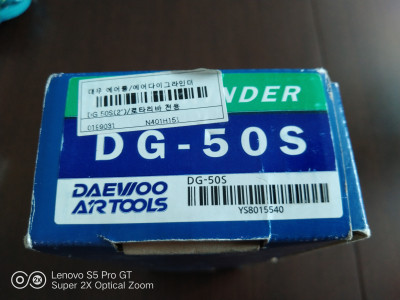 대우 에어툴/에어다이그라인더
DG-50S(2")/로타리바 전용
0169031 N401H151
NDER
DG-50S
DAEWOO
AIRTOOLS
DG-50S
YS8015540
Lenovo S5 Pro GT
Super 2X Optical Zoom